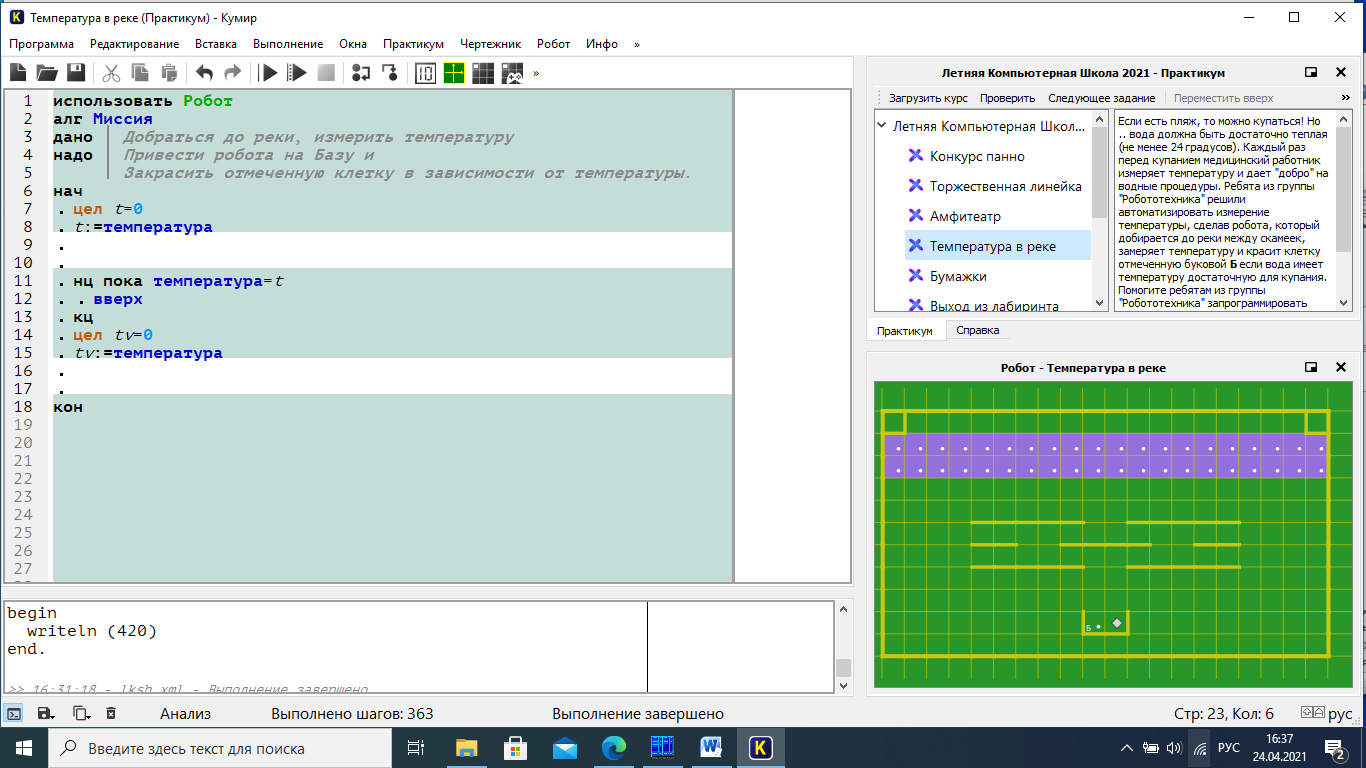 Температура в реке (Практикум) - Кумир
Программа Редактирование Вставка Выполнение Окна Практикум Чертежник Робот Инфо »
1 использовать Робот
2 алг Миссия
3 дано Добраться до реки, измерить температуру
4 надо Привести робота на Базу и
5 Закрасить отмеченную клетку в зависимости от температуры.
6 нач
7 . цел t=0
8 . t:=температура
9 .
10 .
11 . нц пока температура=t
12 . . вверх
13 . кц
14 . цел tv=0
15 . tv:=температура
16 .
17 .
18 кон
19
20
21
22
23
24
25
26
27
begin
writeln (420)
end.
>> 16:31:18 - lksh.xml - Выполнение завершено
Летняя Компьютерная Школа 2021 - Практикум
Загрузить курс Проверить Следующее задание Переместить вверх »
Летняя Компьютерная Школ...
Конкурс панно
Торжественная линейка
Амфитеатр
Температура в реке
Бумажки
Выход из лабиринта
Если есть пляж, то можно купаться! Но
.. вода должна быть достаточно теплая
(не менее 24 градусов). Каждый раз
перед купанием медицинский работник
измеряет температуру и дает "добро" на
водные процедуры. Ребята из группы
"Робототехника" решили
автоматизировать измерение
температуры, сделав робота, который
добирается до реки между скамеек,
замеряет температуру и красит клетку
отмеченную буковой Б если вода имеет
температуру достаточную для купания.
Помогите ребятам из группы
"Робототехника" запрограммировать
Практикум Справка
Робот - Температура в реке
Б
Анализ Выполнено шагов: 363 Выполнение завершено Стр: 23, Кол: 6 рус
Введите здесь текст для поиска
РУС
16:37
24.04.2021
2